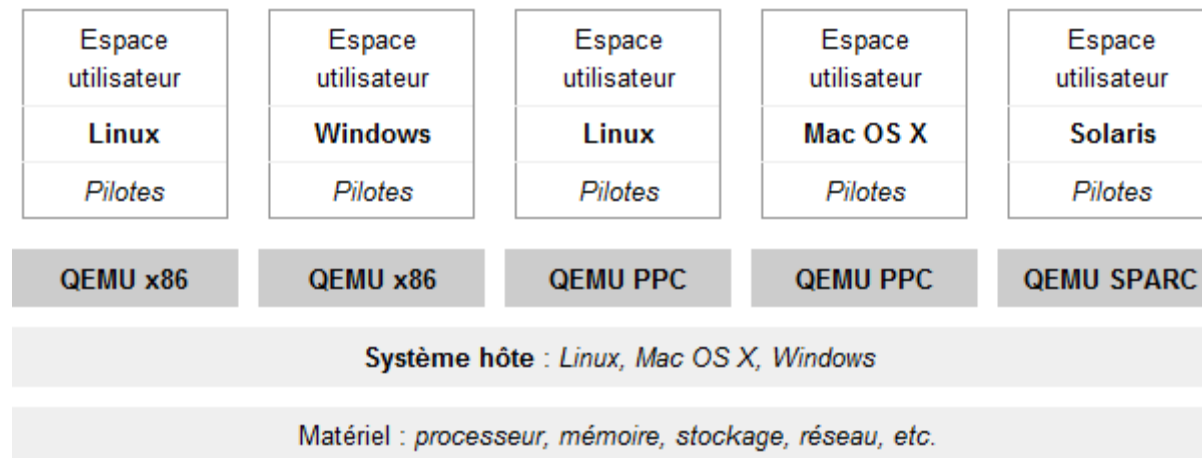 Espace
utilisateur
Linux
Pilotes
Espace
utilisateur
Windows
Pilotes
Espace
utilisateur
Linux
Pilotes
Espace
utilisateur
Mac OS X
Pilotes
Espace
utilisateur
Solaris
Pilotes
QEMU x86
QEMU x86
QEMU PPC
QEMU PPC
QEMU SPARC
Système hôte : Linux, Mac OS X, Windows
Matériel : processeur, mémoire, stockage, réseau, etc.